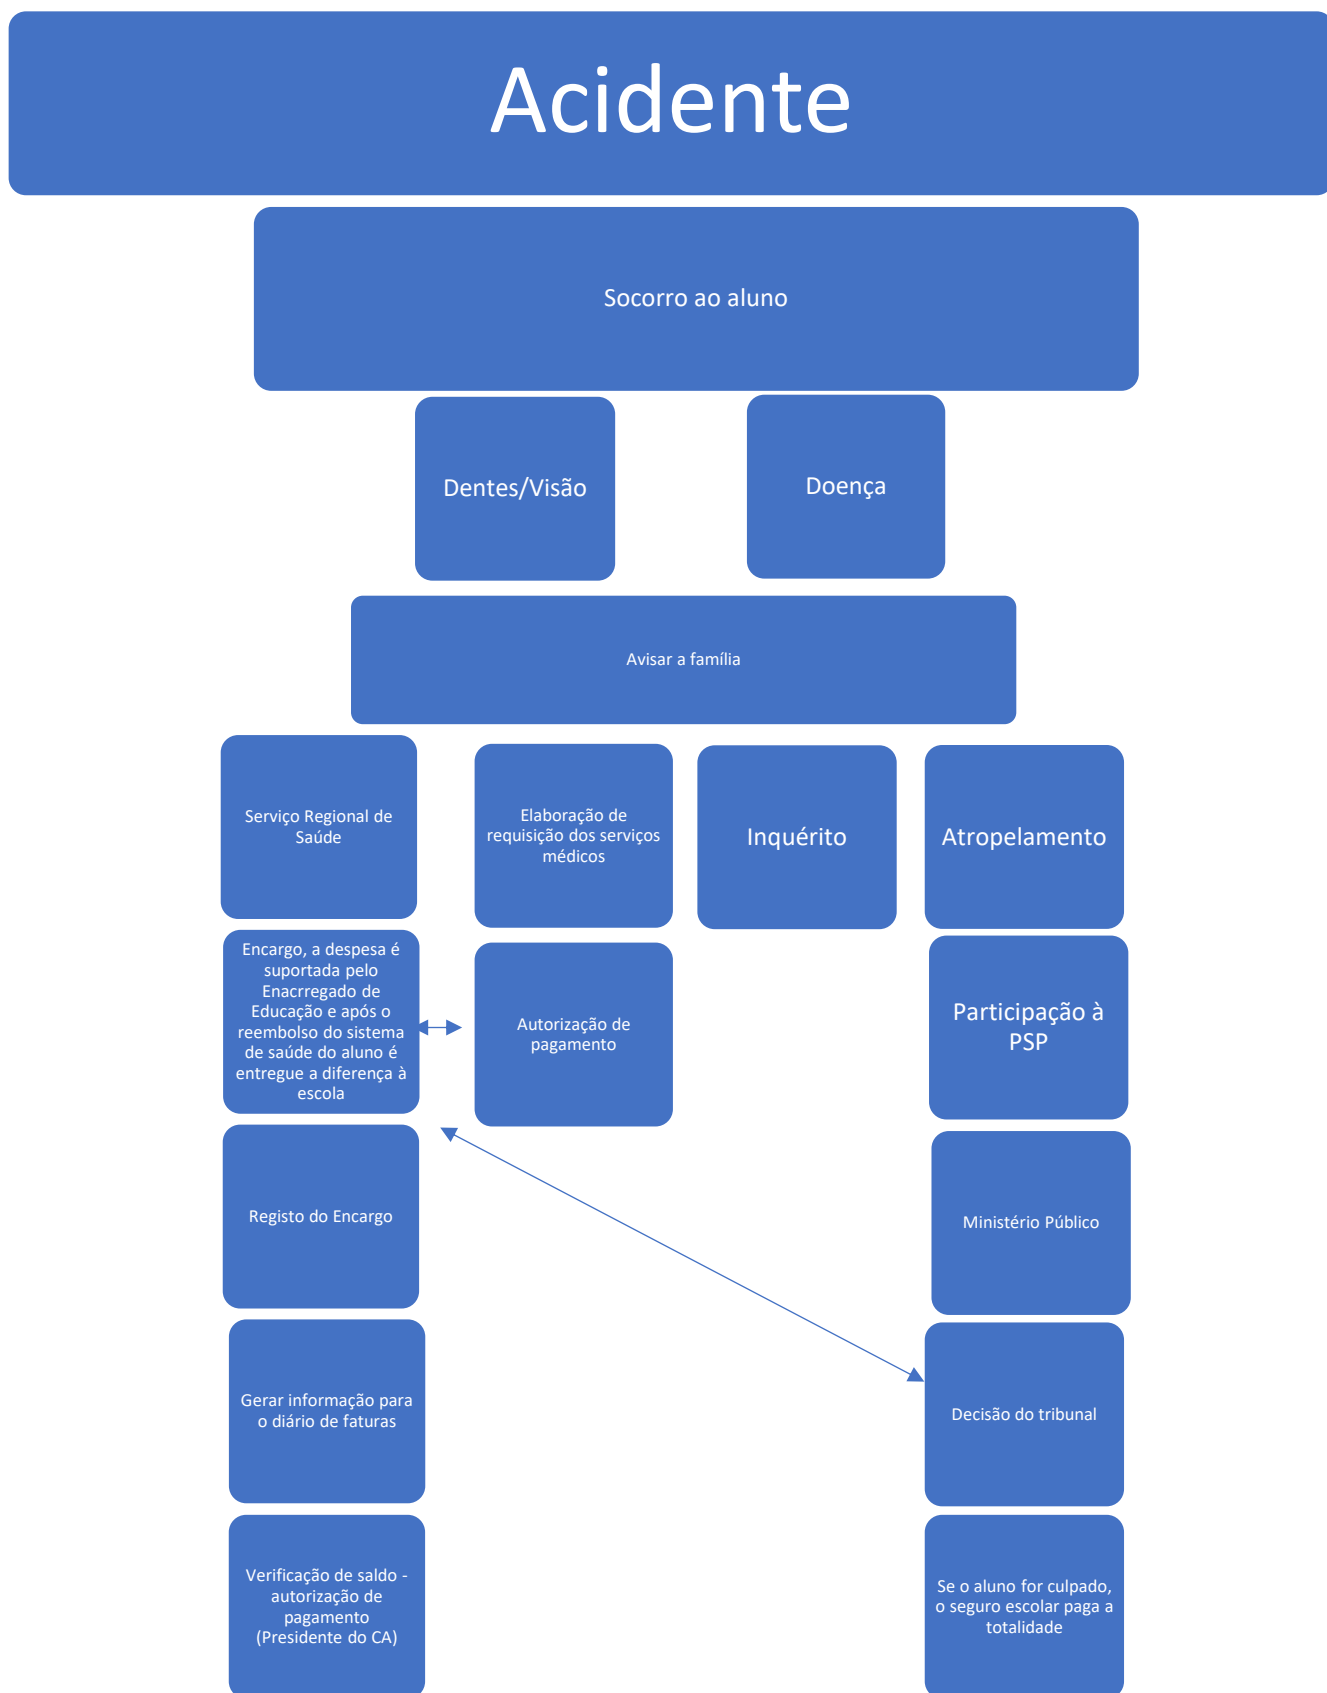 Acidente
Socorro ao aluno
Dentes/Visão
Doença
Avisar a família
Serviço Regional de
Saúde
Elaboração de
requisição dos serviços
médicos
Inquérito
Atropelamento
Encargo, a despesa é
suportada pelo
Enacrregado de
Educação e após o
reembolso do sistema
de saúde do aluno é
entregue a diferença à
escola
Autorização de
pagamento
Participação à
PSP
Registo do Encargo
Ministério Público
Gerar informação para
o diário de faturas
Decisão do tribunal
Verificação de saldo -
autorização de
pagamento
(Presidente do CA)
Se o aluno for culpado,
o seguro escolar paga a
totalidade